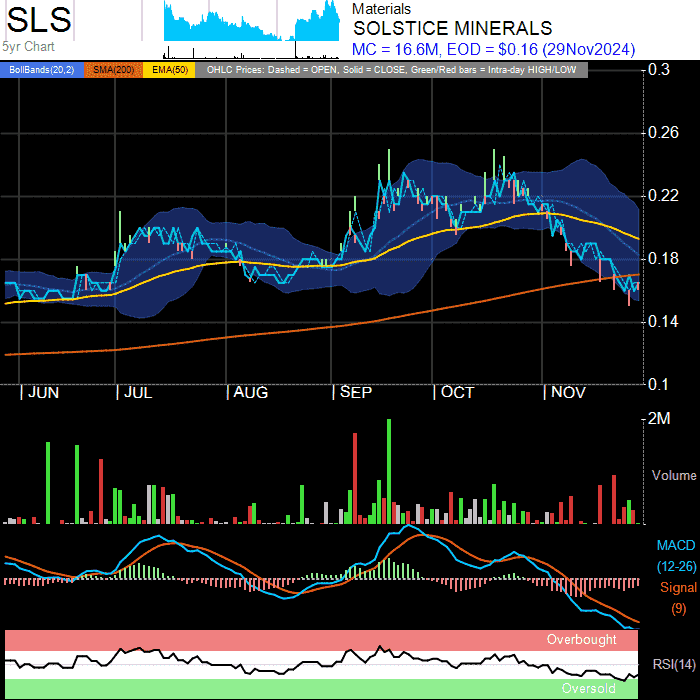 SLS
5yr Chart
Materials
SOLSTICE MINERALS
MC = 16.6M, EOD = $0.16 (29Nov2024)
BollBands(20,2) SMA(200) EMA(50) OHLC Prices: Dashed = OPEN, Solid = CLOSE, Green/Red bars = Intra-day HIGH/LOW
0.3
0.26
0.22
0.18
0.14
0.1
JUN JUL AUG SEP OCT NOV
2M
Volume
MACD
(12-26)
Signal
(9)
Overbought
RSI(14)
Oversold